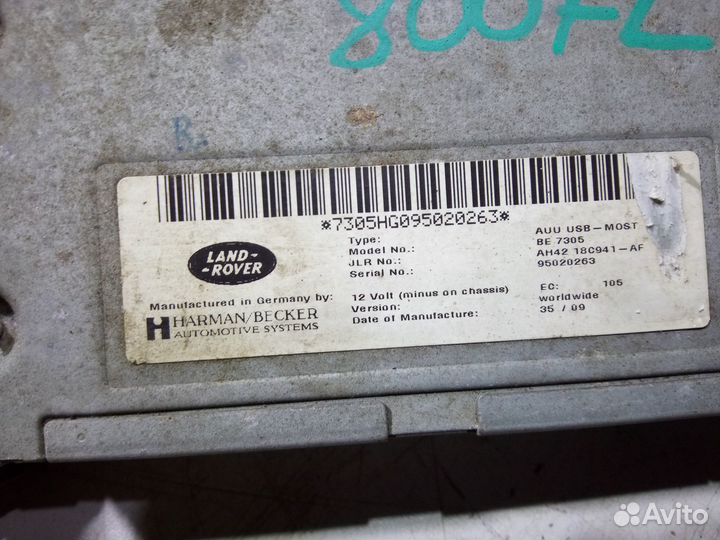 800FL
B.
*7305HG095020263*
LAND-
-ROVER
Type: AUU USB-MOST
Model No.: BE 7305
JLR No.: AH42 18C941-AF
Serial No.: 95020263
Manufactured in Germany by:
HARMAN/BECKER
AUTOMOTIVE SYSTEMS
12 Volt (minus on chassis) EC: 105
Version: worldwide
Date of Manufacture: 35 / 09
Avito